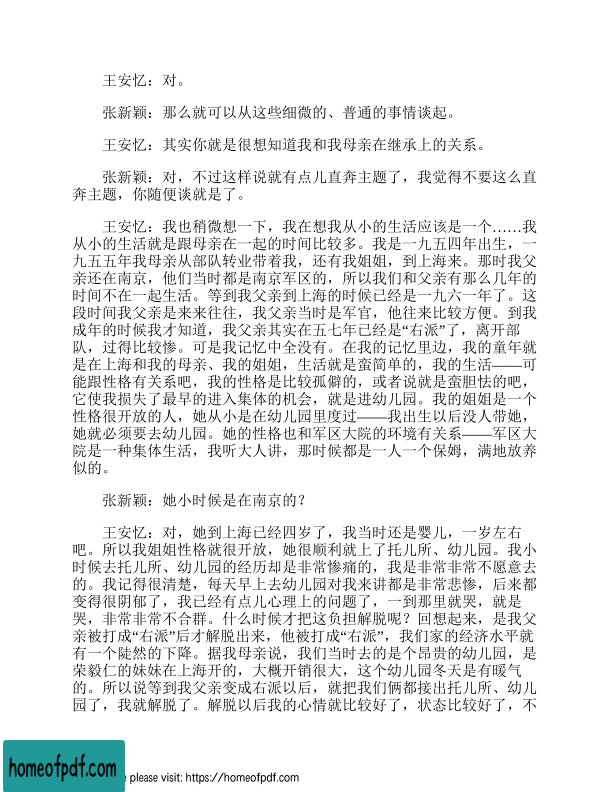 王安忆：对。
张新颖：那么就可以从这些细微的、普通的事情谈起。
王安忆：其实你就是很想知道我和我母亲在继承上的关系。
张新颖：对，不过这样说就有点儿直奔主题了，我觉得不要这么直
奔主题，你随便谈就是了。
王安忆：我也稍微想一下，我在想我从小的生活应该是一个……我
从小的生活就是跟母亲在一起的时间比较多。我是一九五四年出生，一
九五五年我母亲从部队转业带着我，还有我姐姐，到上海来。那时我父
亲还在南京，他们当时都是南京军区的，所以我们和父亲有那么几年的
时间不在一起生活。等到我父亲到上海的时候已经是一九六一年了。这
段时间我父亲是来来往往，我父亲当时是军官，他往来比较方便。到我
成年的时候我才知道，我父亲其实在五七年已经是“右派”了，离开部
队，过得比较惨。可是我记忆中全没有。在我的记忆里边，我的童年就
是在上海和我的母亲、我的姐姐，生活就是蛮简单的，我的生活——可
能跟性格有关系吧，我的性格是比较孤僻的，或者说就是蛮胆怯的吧，
它使我损失了最早的进入集体的机会，就是进幼儿园。我的姐姐是一个
性格很开放的人，她从小是在幼儿园里度过——我出生以后没人带她，
她就必须要去幼儿园。她的性格也和军区大院的环境有关系——军区大
院是一种集体生活，我听大人讲，那时候都是一人一个保姆，满地放养
似的。
张新颖：她小时候是在南京的？
王安忆：对，她到上海已经四岁了，我当时还是婴儿，一岁左右
吧。所以我姐姐性格就很开放，她很顺利就上了托儿所、幼儿园。我小
时候去托儿所、幼儿园的经历却是非常惨痛的，我是非常非常不愿意去
的。我记得很清楚，每天早上去幼儿园对我来讲都是非常悲惨，后来都
变得很阴郁了，我已经有点儿心理上的问题了，一到那里就哭，就是
哭，非常非常不合群。什么时候才把这负担解脱呢？回想起来，是我父
亲被打成“右派”后才解脱出来，他被打成“右派”，我们家的经济水平就
有一个陡然的下降。据我母亲说，我们当时去的是个昂贵的幼儿园，是
荣毅仁的妹妹在上海开的，大概开销很大，这个幼儿园冬天是有暖气
的。所以说等到我父亲变成右派以后，就把我们俩都接出托儿所、幼儿
园了，我就解脱了。解脱以后我的心情就比较好了，状态比较好了，不
homeofpdf.com
please visit: https://homeofpdf.com